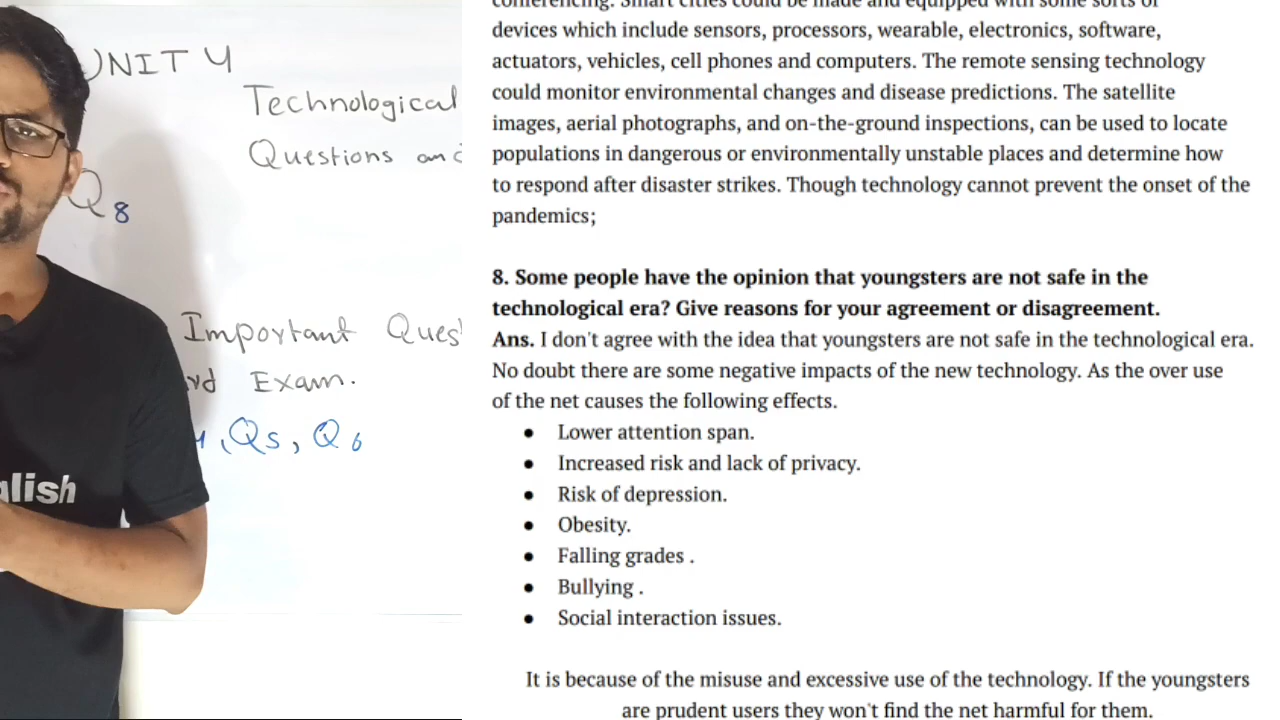 UNIT 4
Technological
Questions and
Q8
Important Ques
Exam.
4, Q5, Q6
alish
devices which include sensors, processors, wearable, electronics, software,
actuators, vehicles, cell phones and computers. The remote sensing technology
could monitor environmental changes and disease predictions. The satellite
images, aerial photographs, and on-the-ground inspections, can be used to locate
populations in dangerous or environmentally unstable places and determine how
to respond after disaster strikes. Though technology cannot prevent the onset of the
pandemics;
8. Some people have the opinion that youngsters are not safe in the
technological era? Give reasons for your agreement or disagreement.
Ans. I don't agree with the idea that youngsters are not safe in the technological era.
No doubt there are some negative impacts of the new technology. As the over use
of the net causes the following effects.
• Lower attention span.
• Increased risk and lack of privacy.
• Risk of depression.
• Obesity.
• Falling grades .
• Bullying .
• Social interaction issues.
It is because of the misuse and excessive use of the technology. If the youngsters
are prudent users they won't find the net harmful for them.